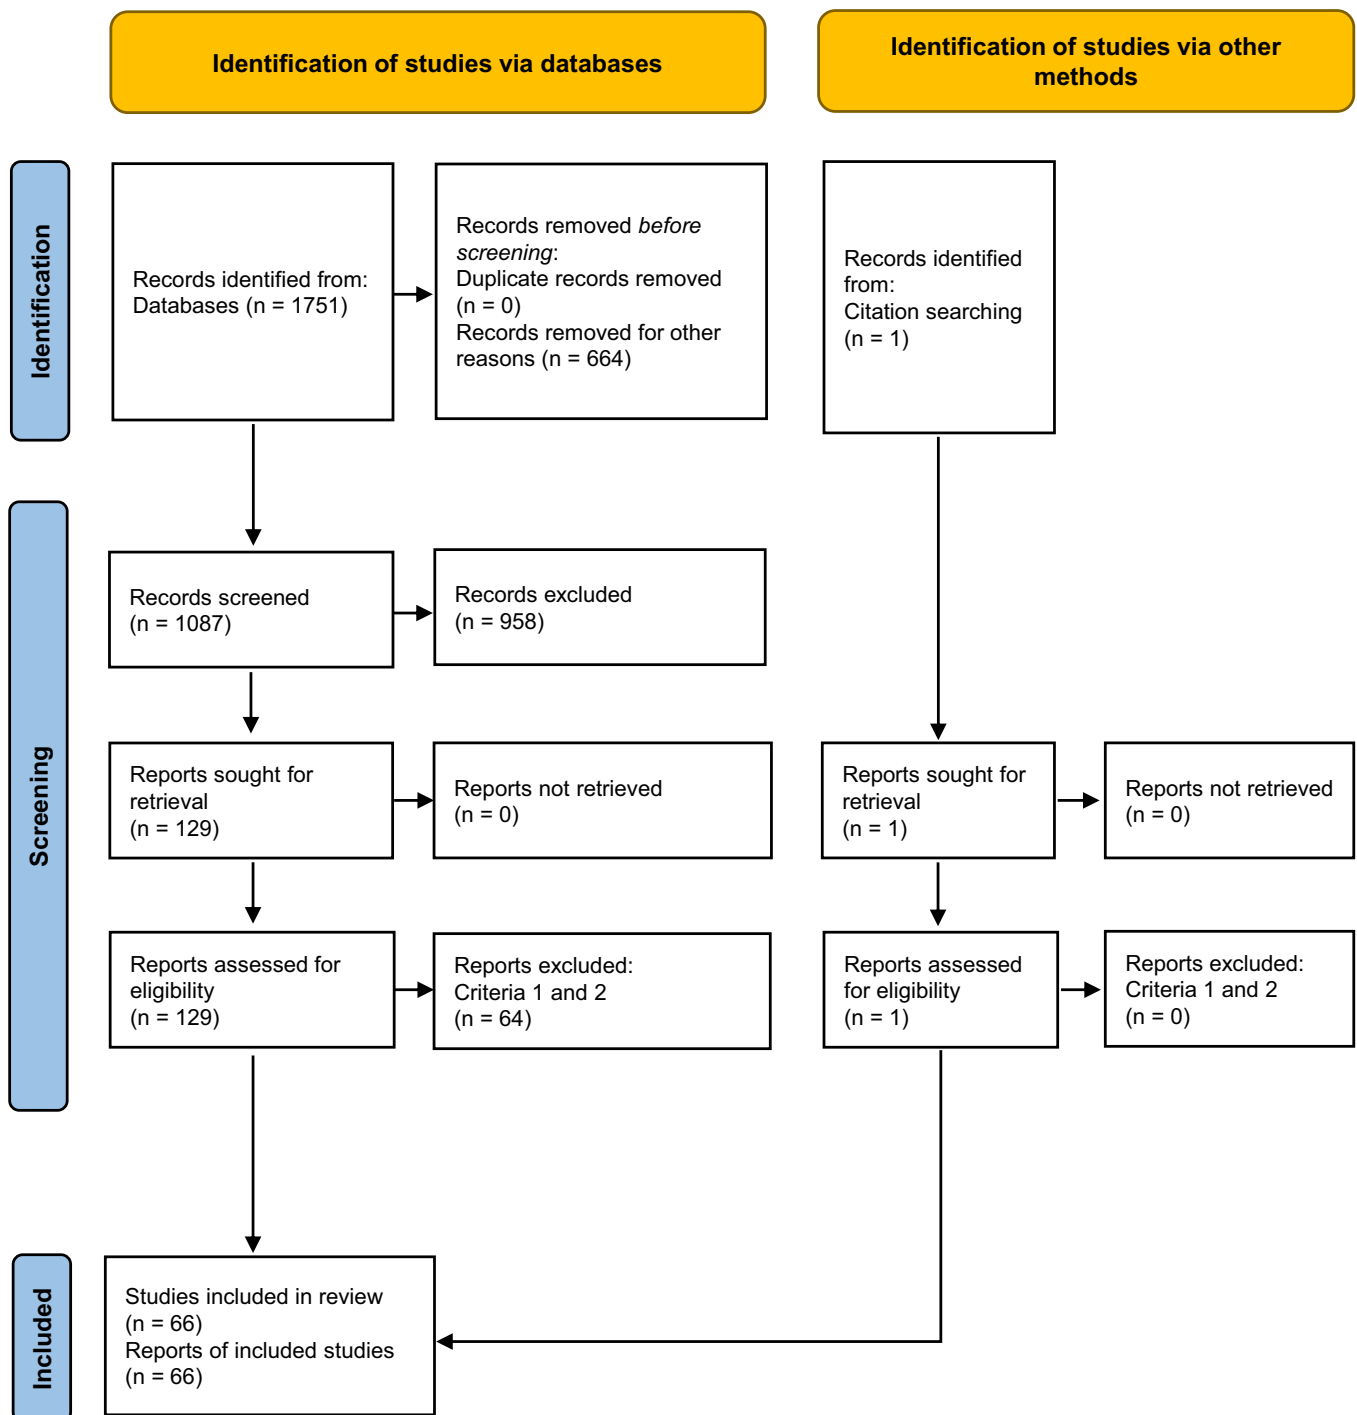 Identification of studies via databases
Identification of studies via other
methods
Identification
Records identified from:
Databases (n = 1751)
Records removed before
screening:
Duplicate records removed
(n = 0)
Records removed for other
reasons (n = 664)
Records identified
from:
Citation searching
(n = 1)
Screening
Records screened
(n = 1087)
Records excluded
(n = 958)
Reports sought for
retrieval
(n = 129)
Reports not retrieved
(n = 0)
Reports sought for
retrieval
(n = 1)
Reports not retrieved
(n = 0)
Reports assessed for
eligibility
(n = 129)
Reports excluded:
Criteria 1 and 2
(n = 64)
Reports assessed
for eligibility
(n = 1)
Reports excluded:
Criteria 1 and 2
(n = 0)
Included
Studies included in review
(n = 66)
Reports of included studies
(n = 66)